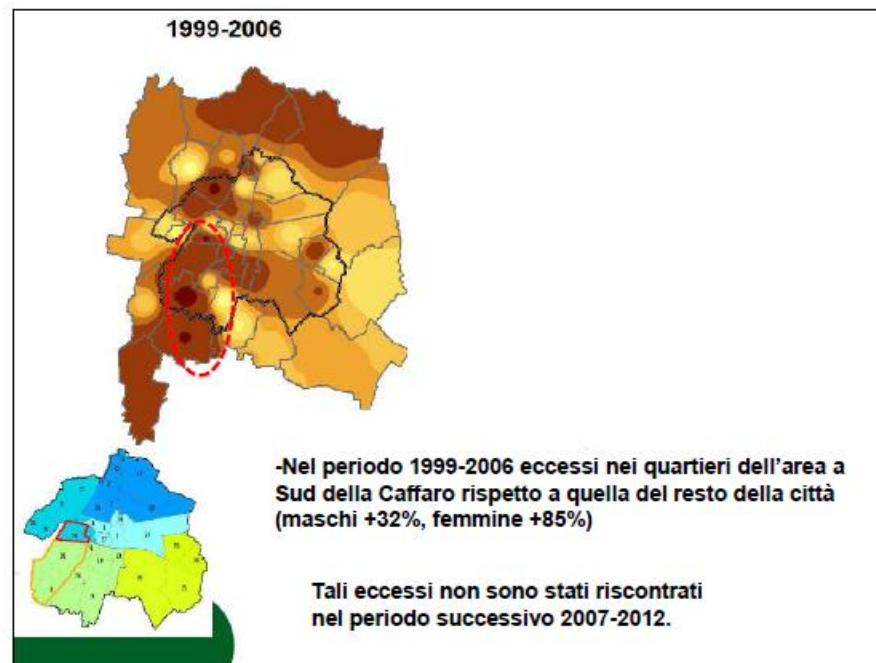 1999-2006
-Nel periodo 1999-2006 eccessi nei quartieri dell'area a
Sud della Caffaro rispetto a quella del resto della città
(maschi +32%, femmine +85%)
Tali eccessi non sono stati riscontrati
nel periodo successivo 2007-2012.